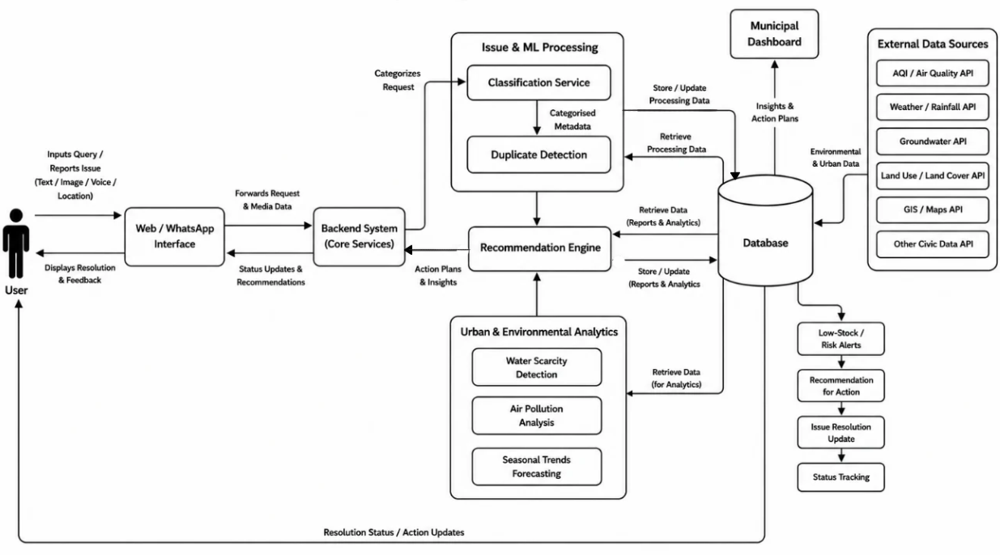 Municipal
Dashboard
External Data Sources
AQI / Air Quality API
Weather / Rainfall API
Groundwater API
Land Use / Land Cover API
GIS / Maps API
Other Civic Data API
Issue & ML Processing
Classification Service
Categorised
Metadata
Duplicate Detection
Categorizes
Request
Store / Update
Processing Data
Retrieve
Processing Data
Insights &
Action Plans
Environmental
& Urban Data
Inputs Query /
Reports Issue
(Text / Image / Voice /
Location)
User
Displays Resolution
& Feedback
Web / WhatsApp
Interface
Forwards Request
& Media Data
Status Updates &
Recommendations
Backend System
(Core Services)
Action Plans
& Insights
Recommendation Engine
Retrieve Data
(Reports & Analytics)
Store / Update
(Reports & Analytics
Database
Urban & Environmental Analytics
Water Scarcity
Detection
Air Pollution
Analysis
Seasonal Trends
Forecasting
Retrieve Data
(for Analytics)
Low-Stock /
Risk Alerts
Recommendation
for Action
Issue Resolution
Update
Status Tracking
Resolution Status / Action Updates